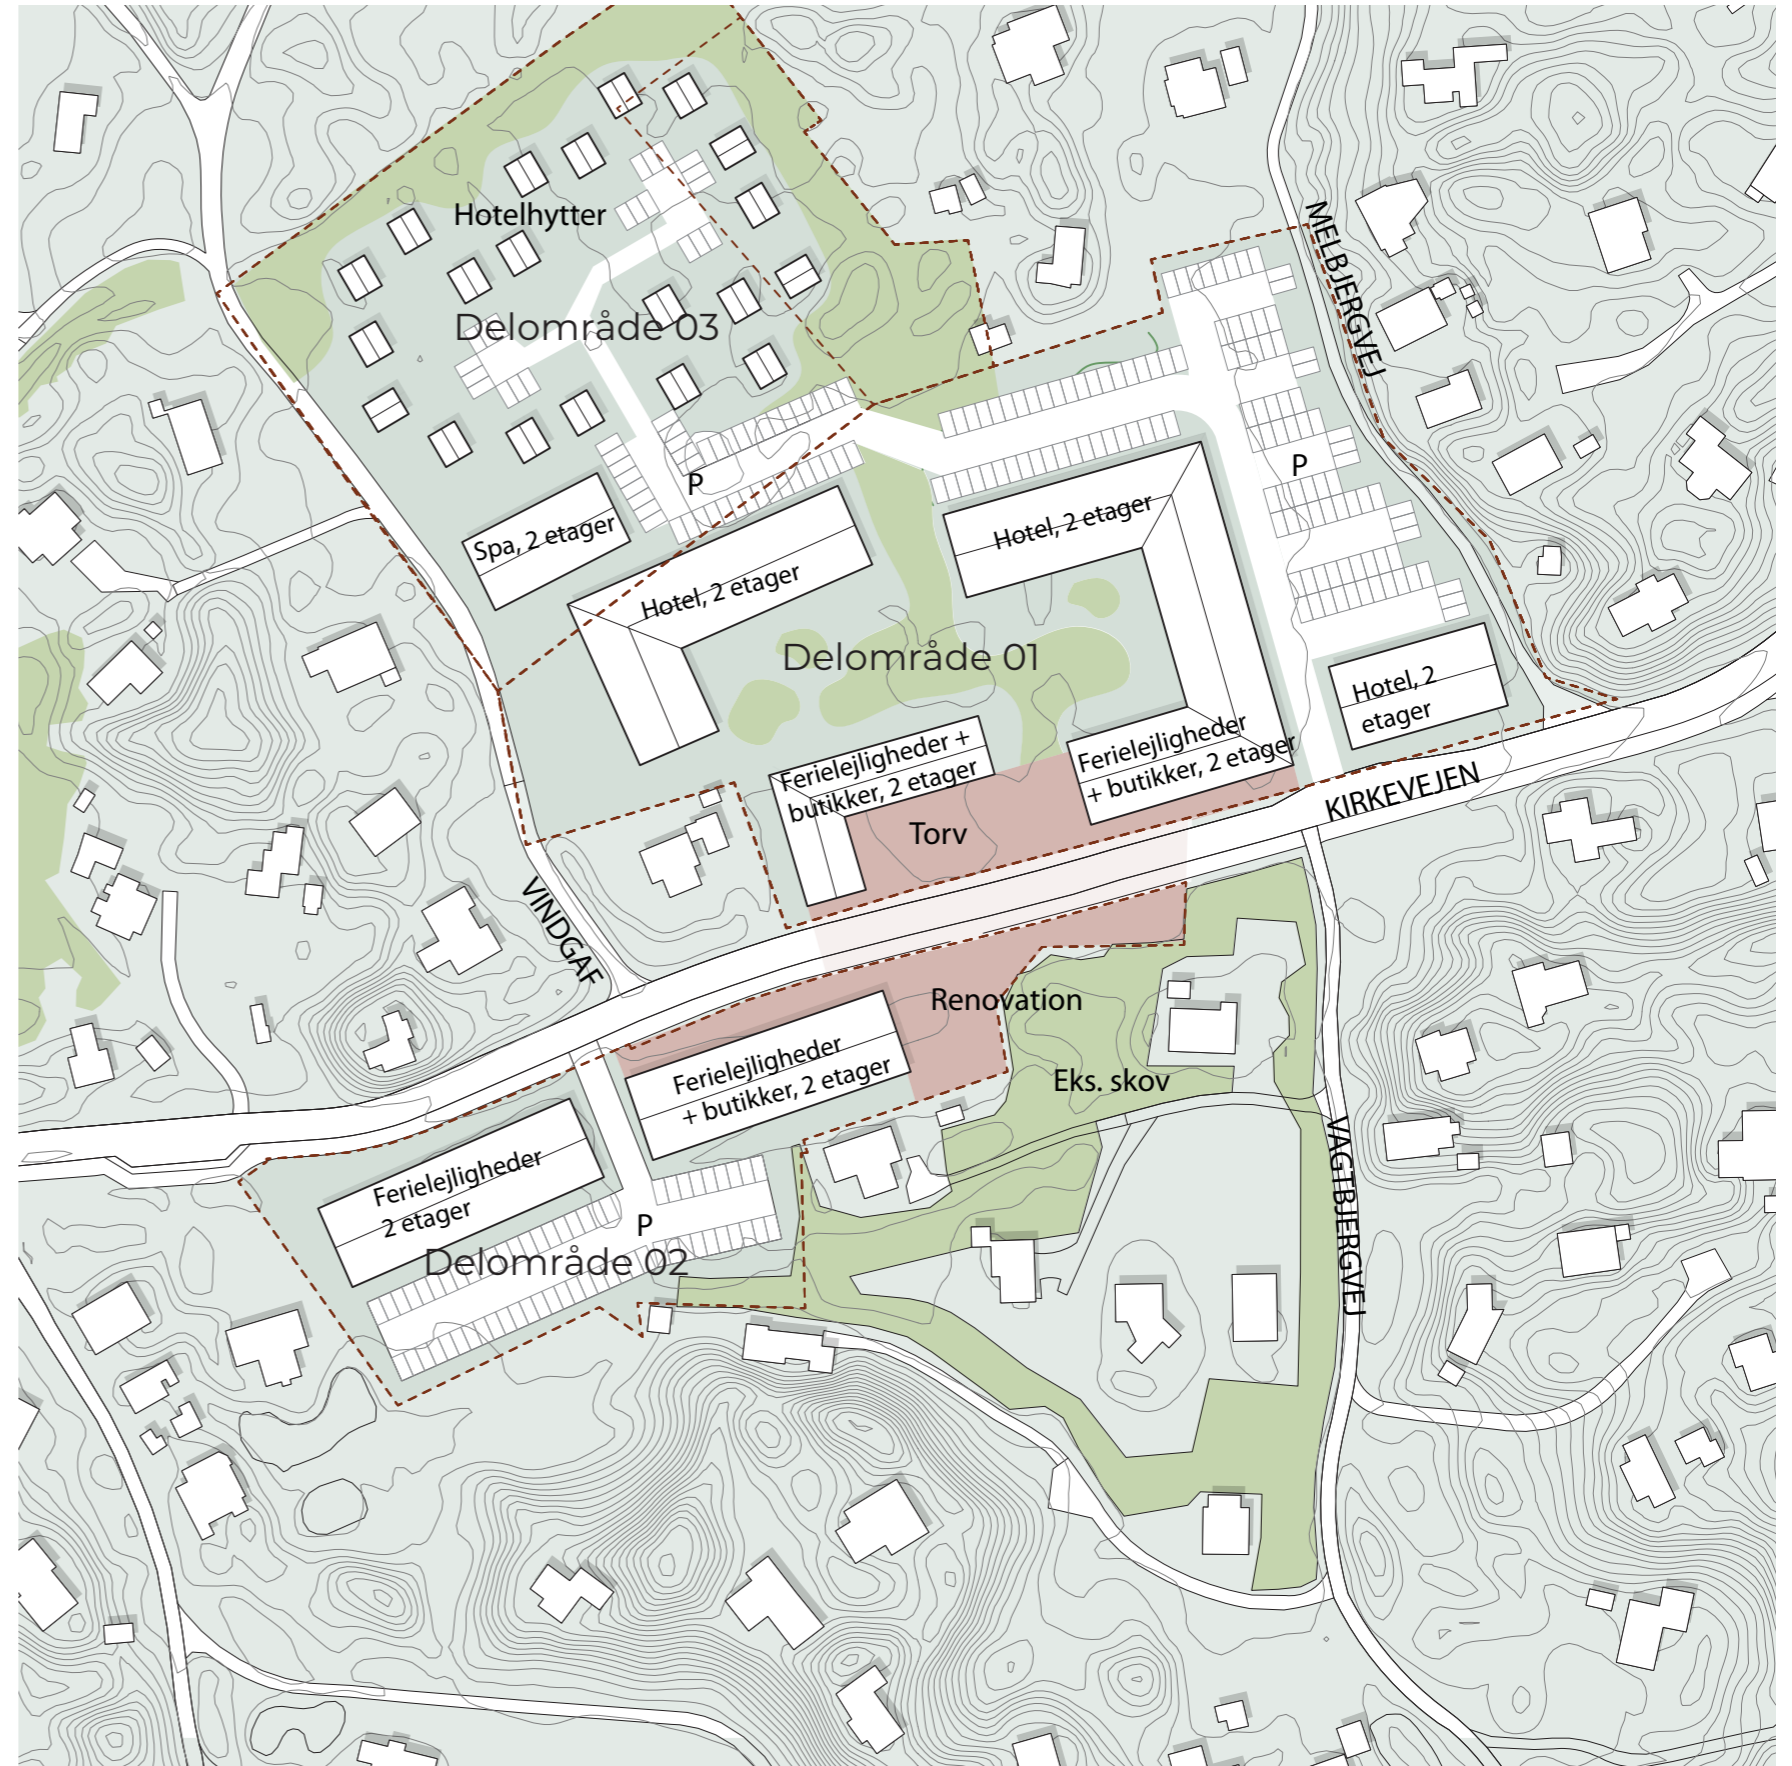 Hotelhytter
Delområde 03
MELBJERGVEJ
P
P
Spa, 2 etager
Hotel, 2 etager
Hotel, 2 etager
Delområde 01
Hotel, 2
etager
Ferielejligheder +
butikker, 2 etager
Ferielejligheder
+ butikker, 2 etager
Torv
KIRKEVEJEN
VINDGAF
Renovation
Ferielejligheder
+ butikker, 2 etager
Eks. skov
Ferielejligheder
2 etager
P
Delområde 02
VAGTBJERGVEJ